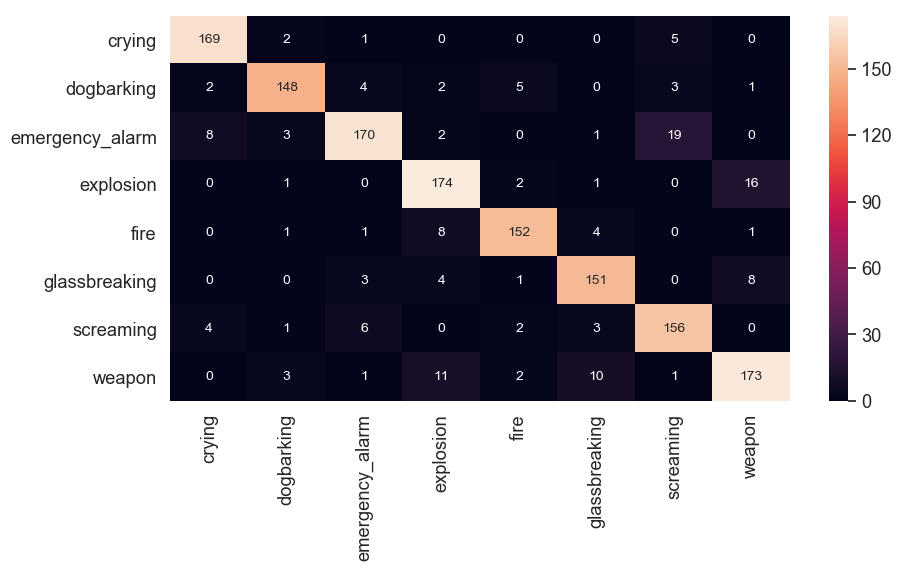 crying 169 2 1 0 0 0 5 0
dogbarking 2 148 4 2 5 0 3 1
emergency_alarm 8 3 170 2 0 1 19 0
explosion 0 1 0 174 2 1 0 16
fire 0 1 1 8 152 4 0 1
glassbreaking 0 0 3 4 1 151 0 8
screaming 4 1 6 0 2 3 156 0
weapon 0 3 1 11 2 10 1 173
crying
dogbarking
emergency_alarm
explosion
fire
glassbreaking
screaming
weapon
150
120
90
60
30
0